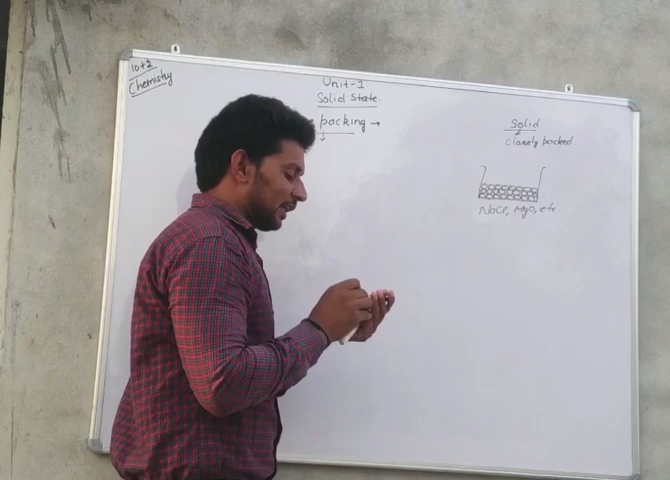 10+2
Chemistry
Unit-1
Solid State
packing →
Solid
closely packed.
NaCl, MgO, etc.